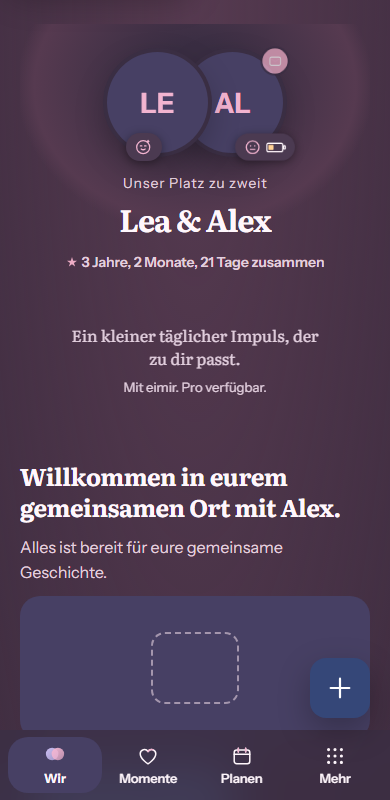 LE
AL
Unser Platz zu zweit
Lea & Alex
★ 3 Jahre, 2 Monate, 21 Tage zusammen
Ein kleiner täglicher Impuls, der
zu dir passt.
Mit eimir. Pro verfügbar.
Willkommen in eurem
gemeinsamen Ort mit Alex.
Alles ist bereit für eure gemeinsame
Geschichte.
Wir
Momente
Planen
Mehr